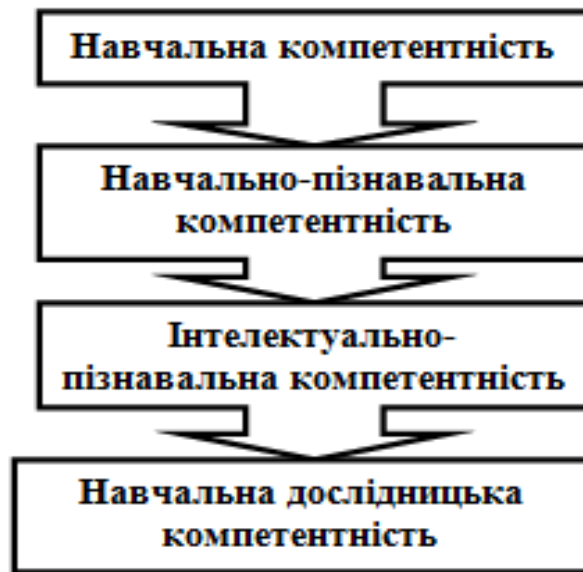 Навчальна компетентність
Навчально-пізнавальна
компетентність
Інтелектуально-
пізнавальна компетентність
Навчальна дослідницька
компетентність